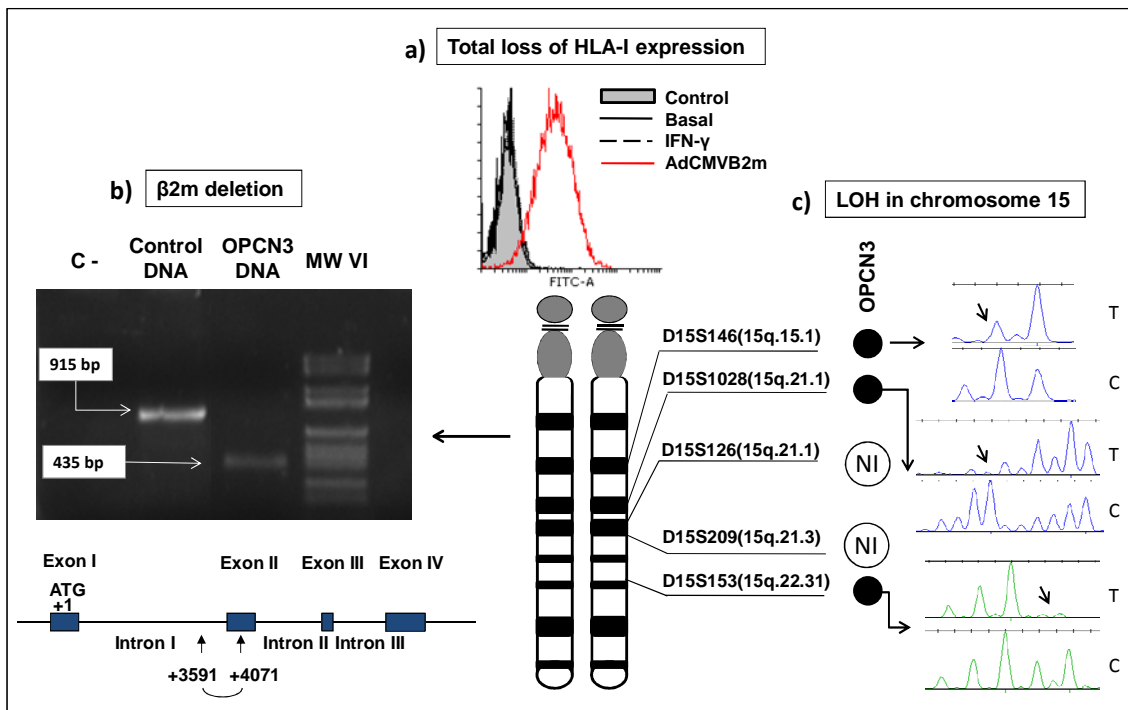 a) Total loss of HLA-I expression
Control
Basal
IFN-γ
AdCMVB2m
FITC-A
b) β2m deletion
C -
Control DNA
OPCN3 DNA
MW VI
915 bp
435 bp
Exon I
ATG
+1
Exon II
Exon III
Exon IV
Intron I
Intron II
Intron III
+3591
+4071
D15S146(15q.15.1)
D15S1028(15q.21.1)
D15S126(15q.21.1)
D15S209(15q.21.3)
D15S153(15q.22.31)
c) LOH in chromosome 15
OPCN3
NI
NI
T
C
T
C
T
C